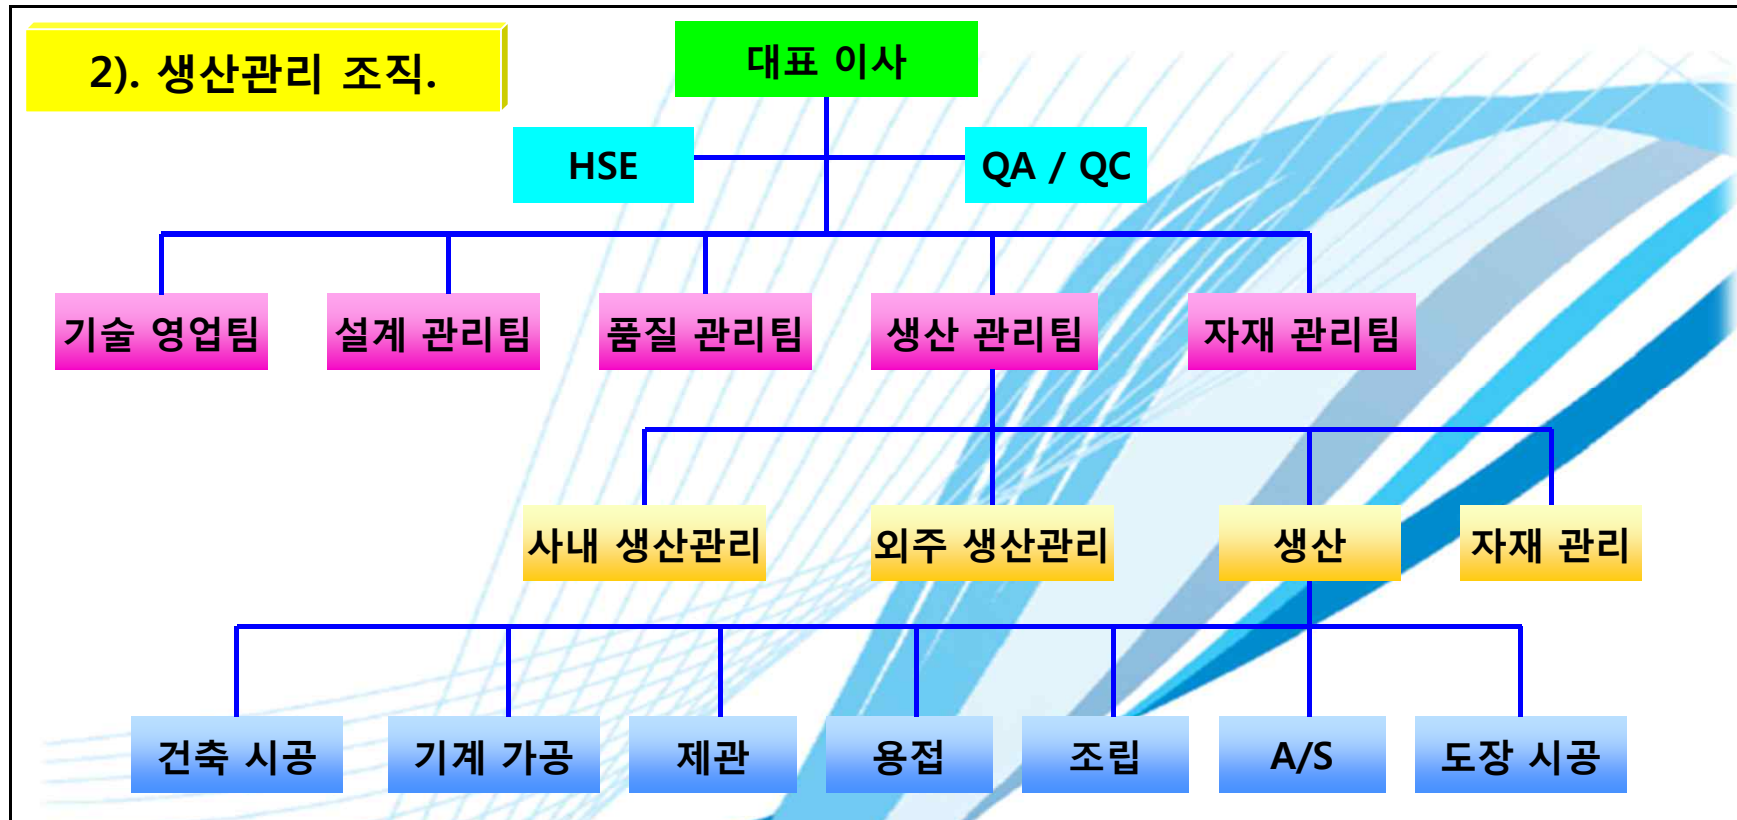 2). 생산관리 조직.
대표 이사
HSE
QA / QC
기술 영업팀
설계 관리팀
품질 관리팀
생산 관리팀
자재 관리팀
사내 생산관리
외주 생산관리
생산
자재 관리
건축 시공
기계 가공
제관
용접
조립
A/S
도장 시공